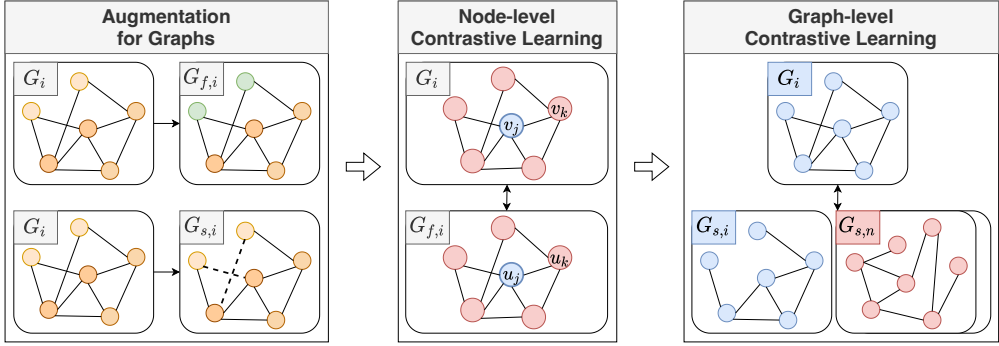 Augmentation
for Graphs
G_i
G_{f,i}
G_i
G_{s,i}
Node-level
Contrastive Learning
G_i
v_k
v_j
G_{f,i}
u_k
u_j
Graph-level
Contrastive Learning
G_i
G_{s,i}
G_{s,n}